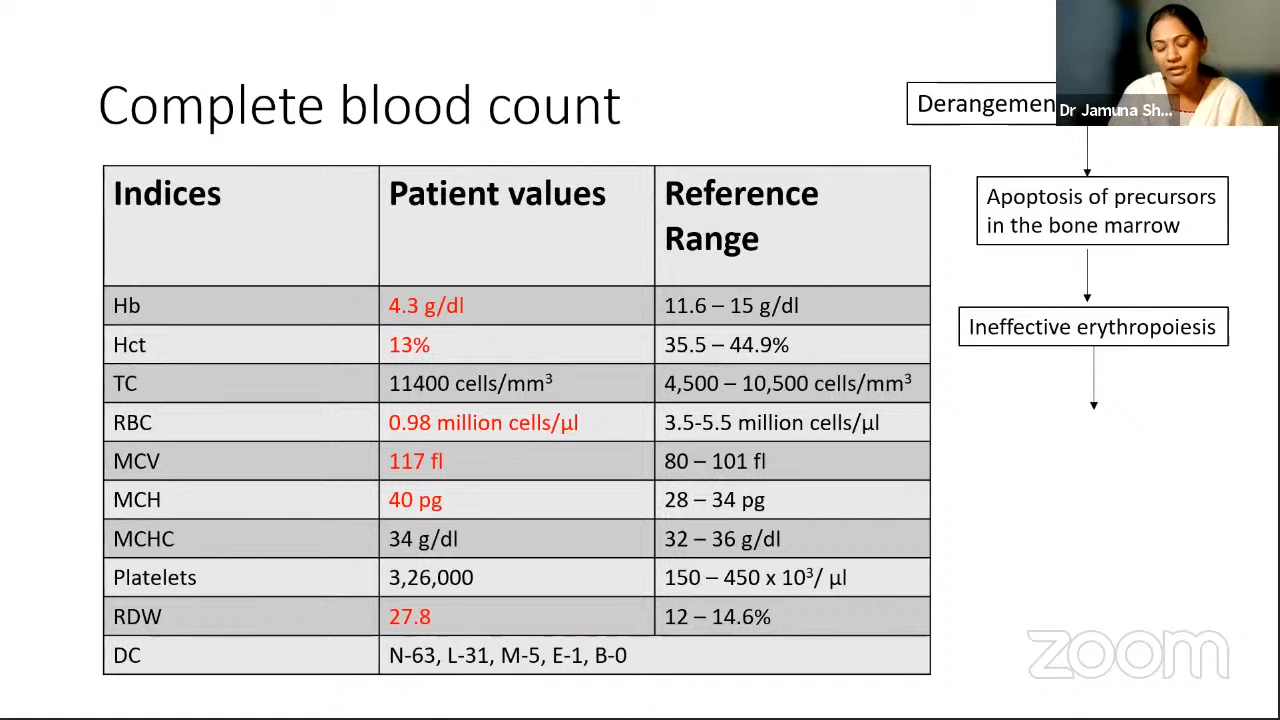 Complete blood count
Indices Patient values Reference Range
Hb 4.3 g/dl 11.6 – 15 g/dl
Hct 13% 35.5 – 44.9%
TC 11400 cells/mm³ 4,500 – 10,500 cells/mm³
RBC 0.98 million cells/µl 3.5-5.5 million cells/µl
MCV 117 fl 80 – 101 fl
MCH 40 pg 28 – 34 pg
MCHC 34 g/dl 32 – 36 g/dl
Platelets 3,26,000 150 – 450 x 10³/ µl
RDW 27.8 12 – 14.6%
DC N-63, L-31, M-5, E-1, B-0
Dr Jamuna Sh...
Apoptosis of precursors
in the bone marrow
Ineffective erythropoiesis
zoom